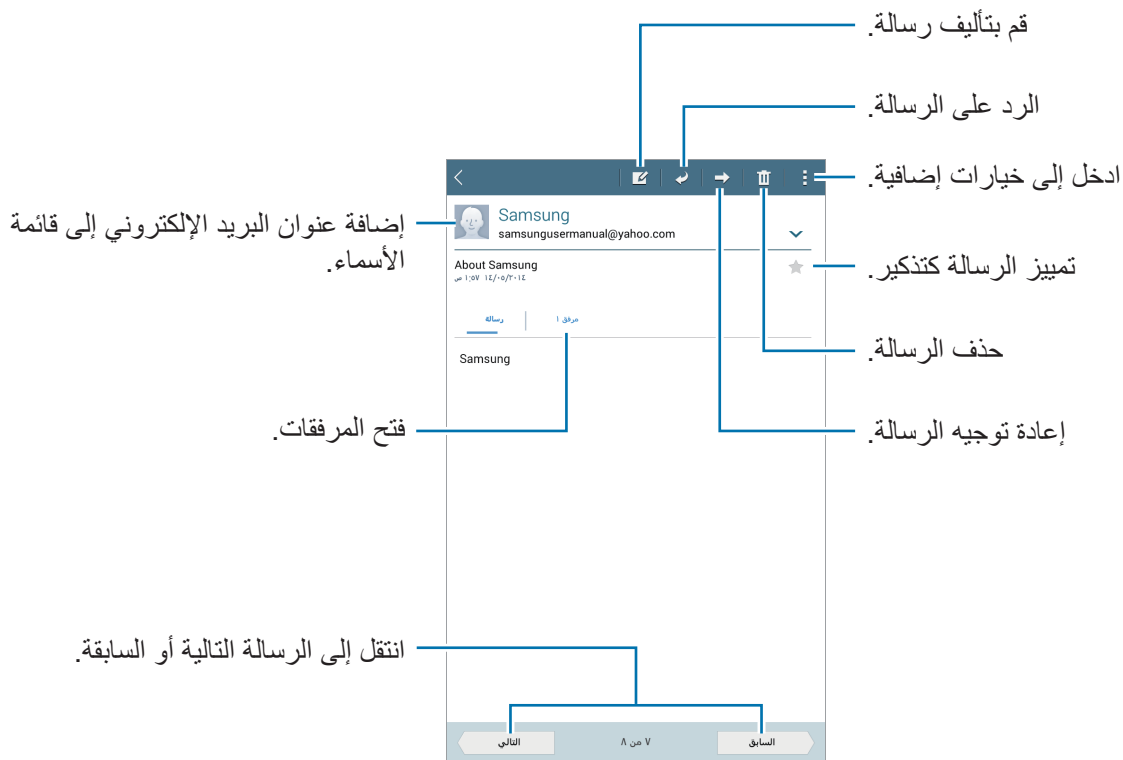 قم بتأليف رسالة.
الرد على الرسالة.
ادخل إلى خيارات إضافية.
تمييز الرسالة كتذكير.
حذف الرسالة.
إعادة توجيه الرسالة.
إضافة عنوان البريد الإلكتروني إلى قائمة
الأسماء.
فتح المرفقات.
انتقل إلى الرسالة التالية أو السابقة.
Samsung
samsungusermanual@yahoo.com
About Samsung
١٤/٠٥/٢٠١٤ ١:٥٧ ص
رسالة
مرفق ١
Samsung
التالي
٧ من ٨
السابق